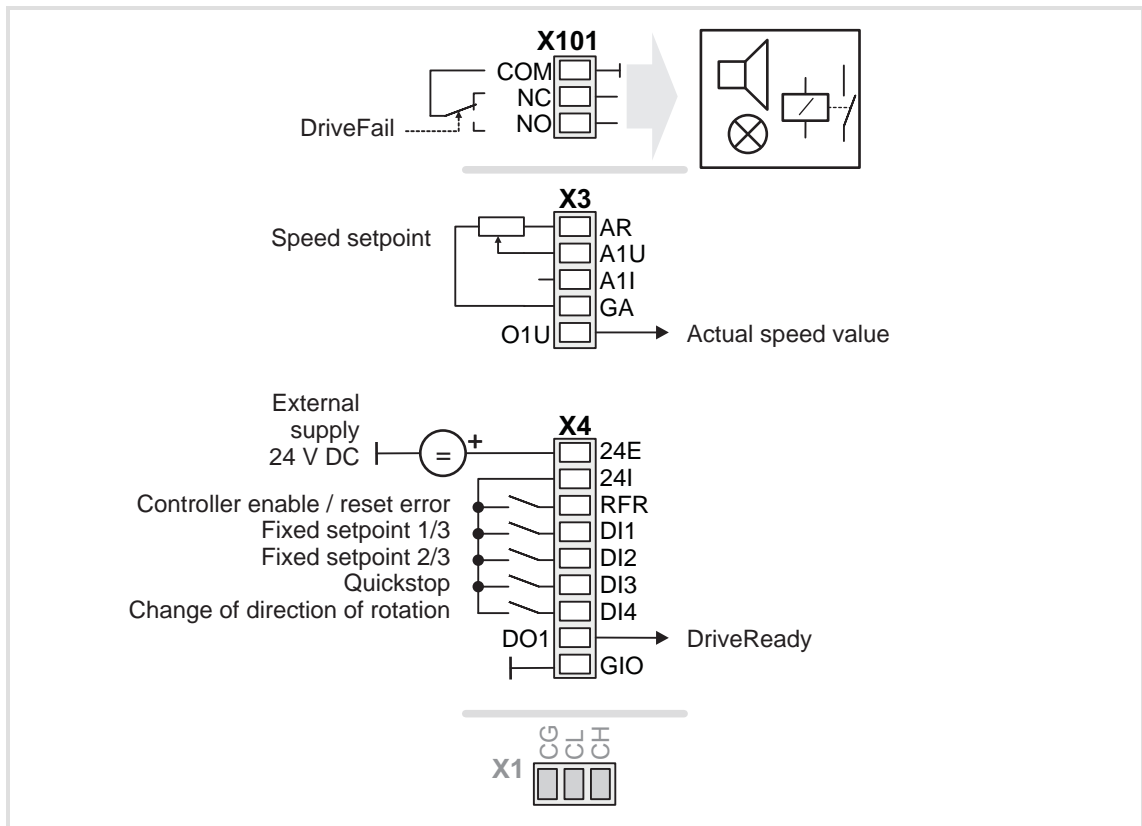 X101
COM
NC
DriveFail
NO
X3
Speed setpoint
AR
A1U
A1I
GA
O1U
Actual speed value
External
supply
24 V DC
=
+
X4
24E
24I
Controller enable / reset error
RFR
Fixed setpoint 1/3
DI1
Fixed setpoint 2/3
DI2
Quickstop
DI3
Change of direction of rotation
DI4
DO1
DriveReady
GIO
X1
CG
CL
CH